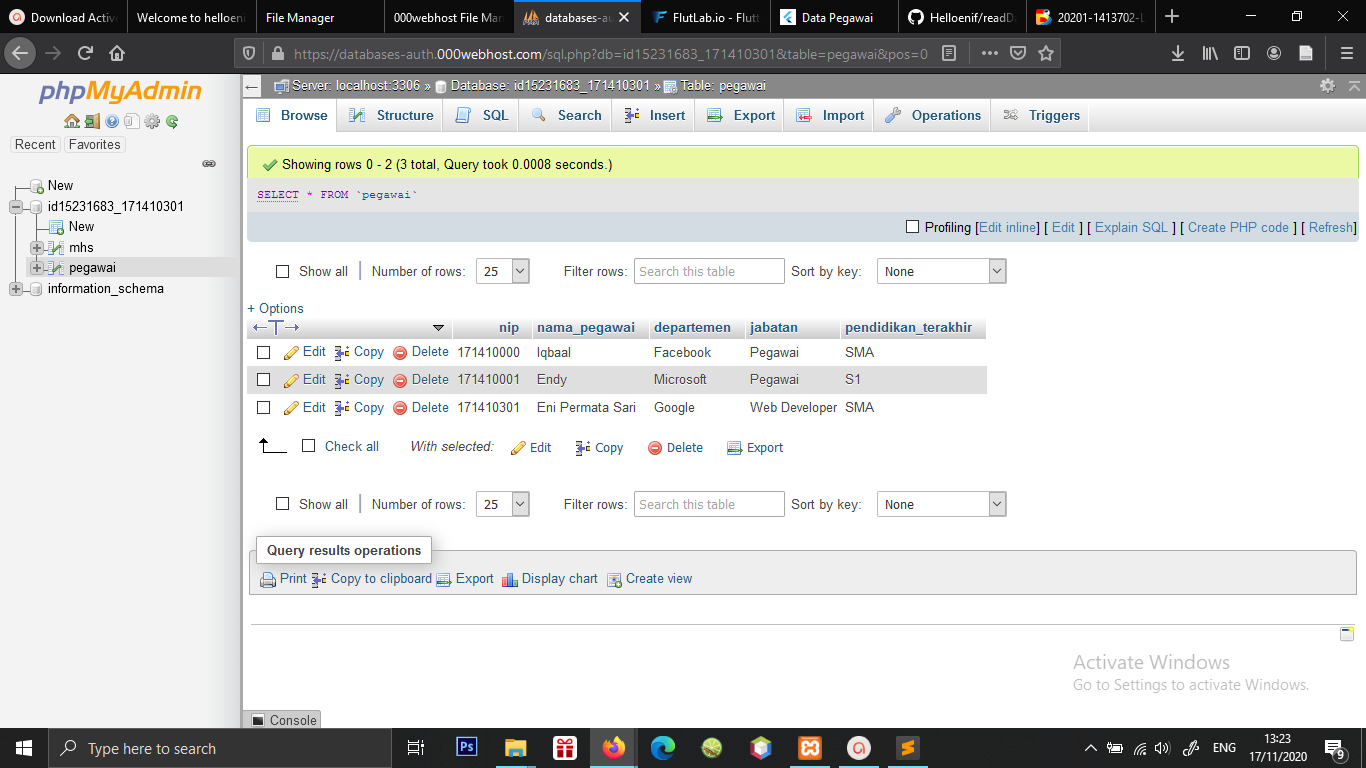 Download Active
Welcome to helloeni
File Manager
000webhost File Man
databases-au
FlutLab.io - Flutt
Data Pegawai
Helloenif/readDa
20201-1413702-L
https://databases-auth.000webhost.com/sql.php?db=id15231683_171410301&table=pegawai&pos=0
phpMyAdmin
Recent
Favorites
New
id15231683_171410301
New
mhs
pegawai
information_schema
Server: localhost:3306 » Database: id15231683_171410301 » Table: pegawai
Browse
Structure
SQL
Search
Insert
Export
Import
Operations
Triggers
Showing rows 0 - 2 (3 total, Query took 0.0008 seconds.)
SELECT * FROM `pegawai`
Profiling [Edit inline] [ Edit ] [ Explain SQL ] [ Create PHP code ] [ Refresh]
Show all | Number of rows: 25 Filter rows: Search this table Sort by key: None
+ Options
←T→ nip nama_pegawai departemen jabatan pendidikan_terakhir
Edit Copy Delete 171410000 Iqbaal Facebook Pegawai SMA
Edit Copy Delete 171410001 Endy Microsoft Pegawai S1
Edit Copy Delete 171410301 Eni Permata Sari Google Web Developer SMA
Check all With selected: Edit Copy Delete Export
Show all | Number of rows: 25 Filter rows: Search this table Sort by key: None
Query results operations
Print Copy to clipboard Export Display chart Create view
Activate Windows
Go to Settings to activate Windows.
Console
Type here to search
Ps
ENG
13:23
17/11/2020
9